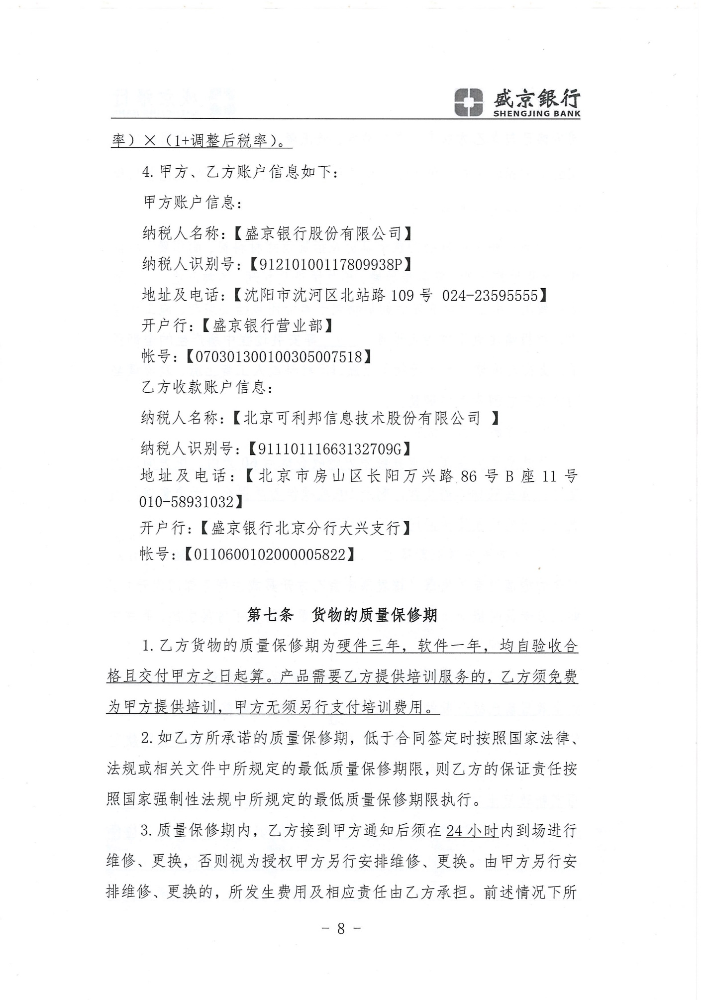 盛京銀行
SHENGJING BANK
率）×（1+调整后税率）。
4.甲方、乙方账户信息如下：
甲方账户信息：
纳税人名称：【盛京银行股份有限公司】
纳税人识别号：【91210100117809938P】
地址及电话：【沈阳市沈河区北站路 109 号 024-23595555】
开户行：【盛京银行营业部】
帐号：【0703013001003050075​18】
乙方收款账户信息：
纳税人名称：【北京可利邦信息技术股份有限公司 】
纳税人识别号：【91110111663132709G】
地址及电话：【北京市房山区长阳万兴路 86 号 B 座 11 号
010-58931032】
开户行：【盛京银行北京分行大兴支行】
帐号：【0110600102000005822】
第七条 货物的质量保修期
1.乙方货物的质量保修期为硬件三年，软件一年，均自验收合
格且交付甲方之日起算。产品需要乙方提供培训服务的，乙方须免费
为甲方提供培训，甲方无须另行支付培训费用。
2.如乙方所承诺的质量保修期，低于合同签定时按照国家法律、
法规或相关文件中所规定的最低质量保修期限，则乙方的保证责任按
照国家强制性法规中所规定的最低质量保修期限执行。
3.质量保修期内，乙方接到甲方通知后须在 24 小时内到场进行
维修、更换，否则视为授权甲方另行安排维修、更换。由甲方另行安
排维修、更换的，所发生费用及相应责任由乙方承担。前述情况下所
- 8 -